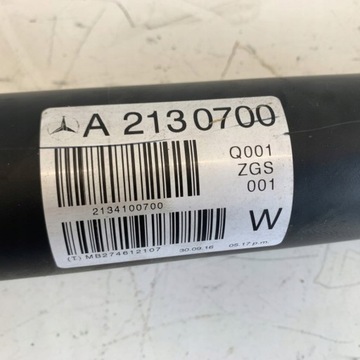 A 2130700
Q001
ZGS
001
2134100700
W
(T) MB274612107 30.09.16 05:17 p.m.